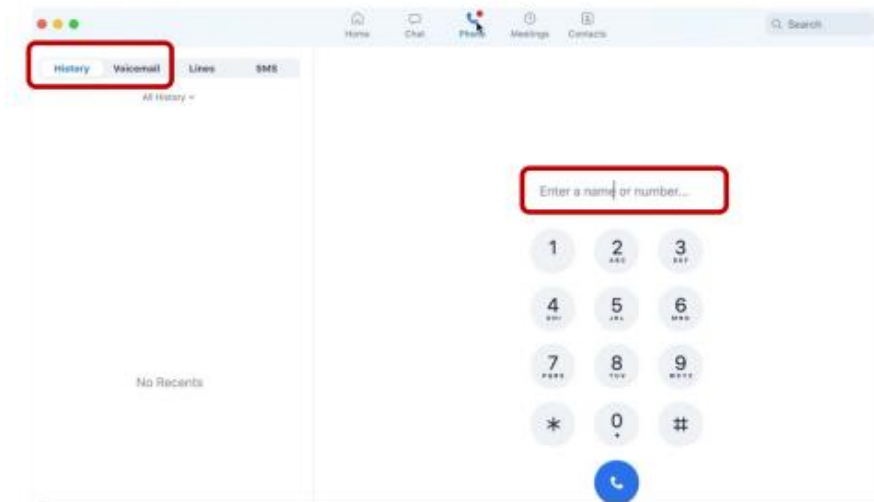 Home Chat Phone Meetings Contacts Search
History Voicemail Lines SMS
All History
Enter a name or number...
1 2 3
ABC DEF
4 5 6
GHI JKL MNO
7 8 9
PQRS TUV WXYZ
No Recents
* 0 #
+